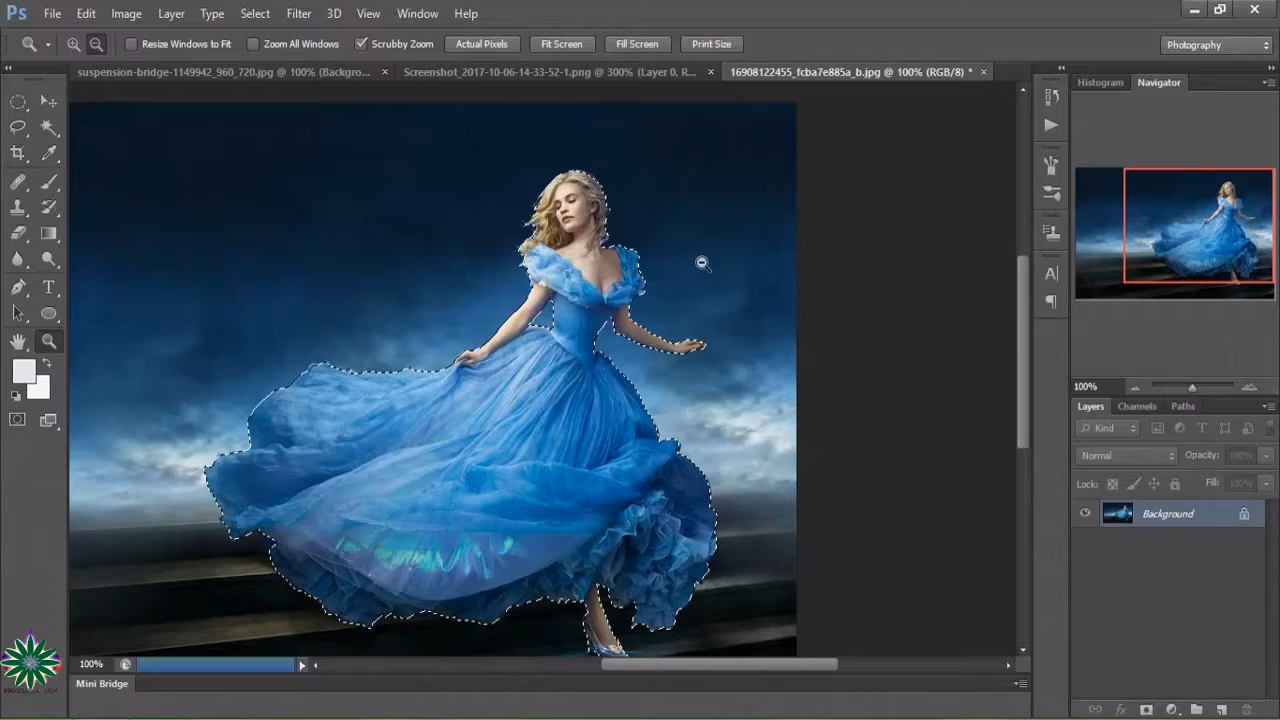 Ps File Edit Image Layer Type Select Filter 3D View Window Help
Resize Windows to Fit Zoom All Windows Scrubby Zoom Actual Pixels Fit Screen Fill Screen Print Size Photography
suspension-bridge-1149942_960_720.jpg @ 100% (Backgro... × Screenshot_2017-10-06-14-33-52-1.png @ 300% (Layer 0, R... × 16908122455_fcba7e885a_b.jpg @ 100% (RGB/8) * ×
Histogram Navigator
100%
Layers Channels Paths
Kind
Normal Opacity: 100%
Lock: Fill: 100%
Background
100%
Mini Bridge